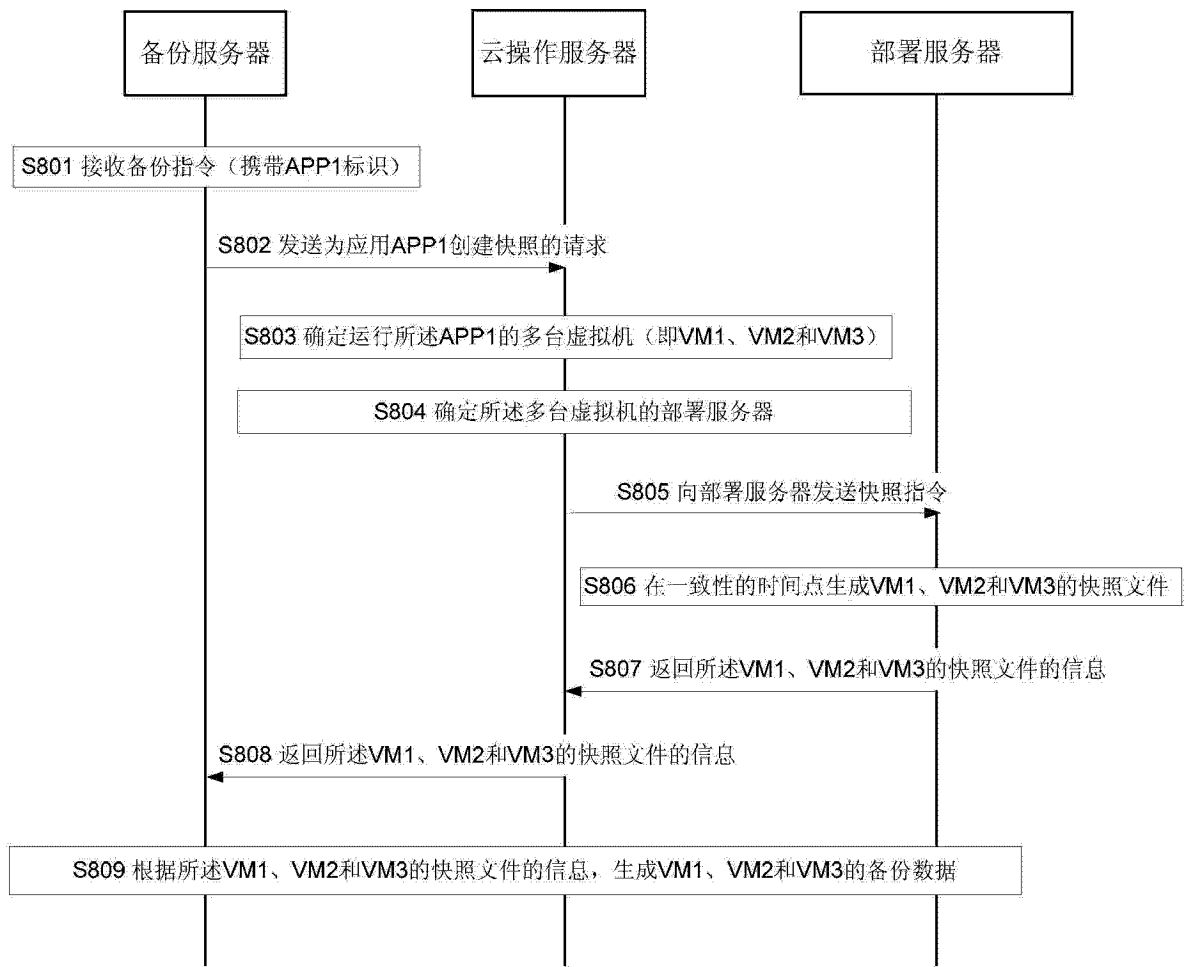 备份服务器
云操作服务器
部署服务器
S801 接收备份指令（携带APP1标识）
S802 发送为应用APP1创建快照的请求
S803 确定运行所述APP1的多台虚拟机（即VM1、VM2和VM3）
S804 确定所述多台虚拟机的部署服务器
S805 向部署服务器发送快照指令
S806 在一致性的时间点生成VM1、VM2和VM3的快照文件
S807 返回所述VM1、VM2和VM3的快照文件的信息
S808 返回所述VM1、VM2和VM3的快照文件的信息
S809 根据所述VM1、VM2和VM3的快照文件的信息，生成VM1、VM2和VM3的备份数据